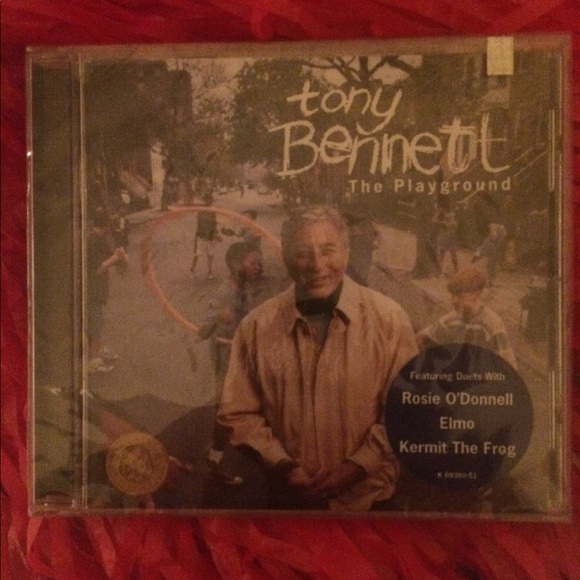 tony
Bennett
The Playground
Featuring Duets With
Rosie O'Donnell
Elmo
Kermit The Frog